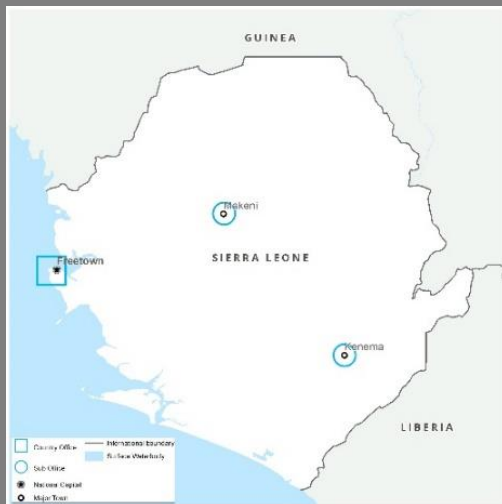 GUINEA
Makeni
Freetown
SIERRA LEONE
Kenema
LIBERIA
Country Office
International boundary
Sub Office
Surface Waterbody
National Capital
Major Town